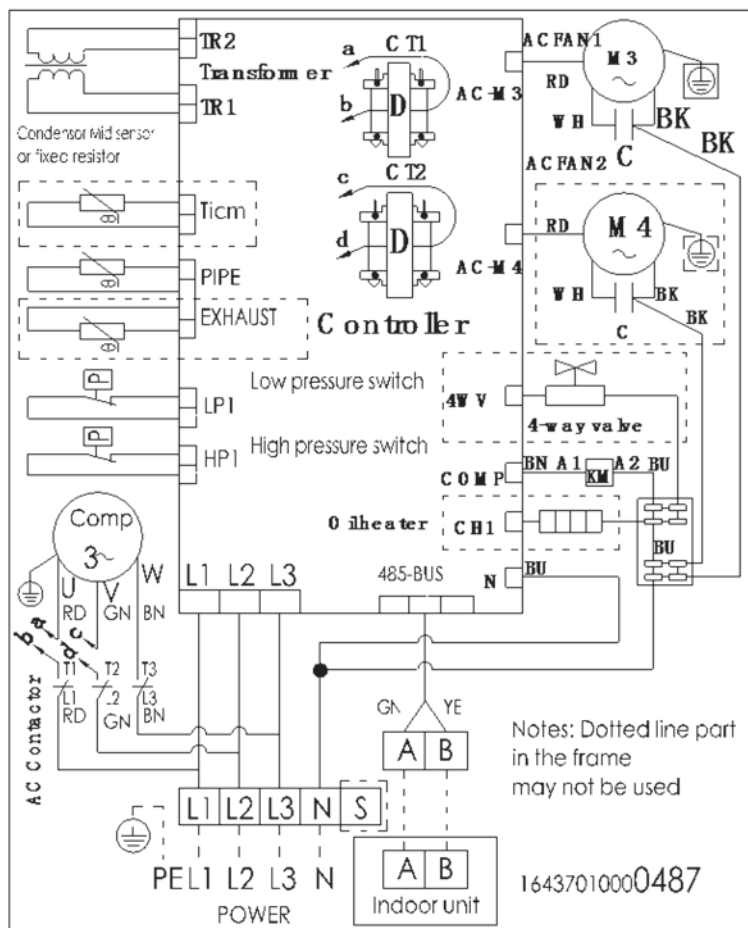 TR2
Transformer
TR1
Condensor Mid sensor
or fixed resistor
Ticm
PIPE
EXHAUST
P
LP1
Low pressure switch
P
HP1
High pressure switch
a
CT1
b
D
c
CT2
d
D
Controller
ACFAN1
AC-M3
M3
RD
WH
C
BK
BK
ACFAN2
AC-M4
M4
RD
WH
C
BK
BK
4WV
4-way valve
COMP
BN
A1
KM
A2
BU
Oilheater
CH1
BU
N
BU
Comp
3
U
V
W
RD
GN
BN
a
b
c
d
T1
T2
T3
L1
L2
L3
RD
GN
BN
AC Contactor
L1
L2
L3
485-BUS
GN
YE
A
B
Notes: Dotted line part
in the frame
may not be used
L1
L2
L3
N
S
PE
L1
L2
L3
N
POWER
A
B
Indoor unit
16437010000487